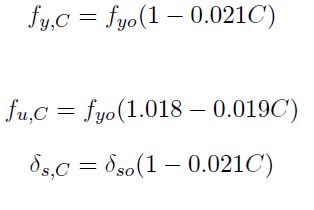 f_{y,C} = f_{yo}(1 − 0.021C)
f_{u,C} = f_{yo}(1.018 − 0.019C)
δ_{s,C} = δ_{so}(1 − 0.021C)